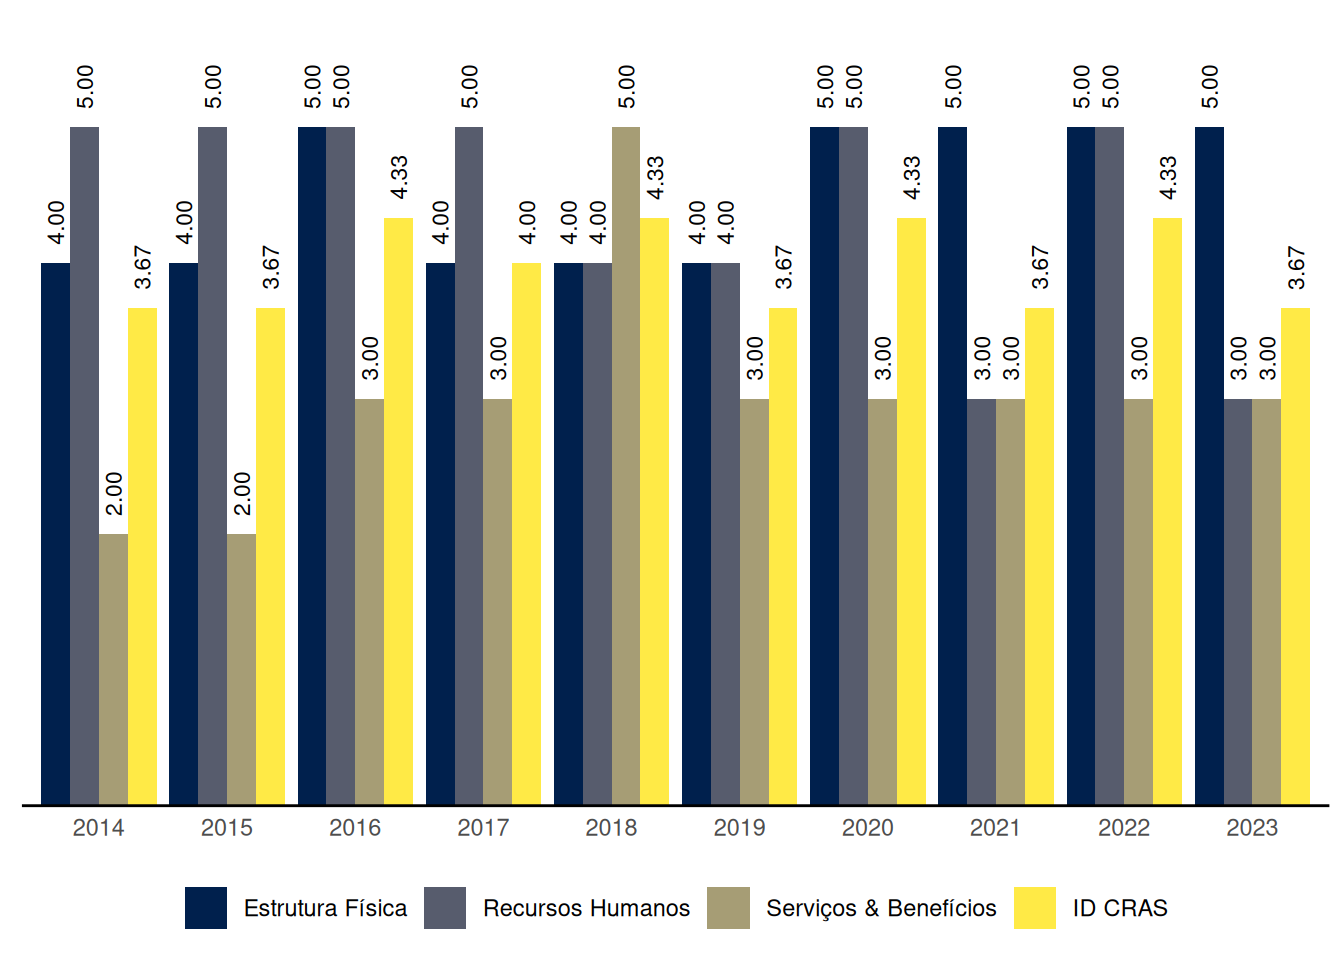 4.00 5.00 2.00 3.67 4.00 5.00 2.00 3.67 5.00 5.00 3.00 4.33 4.00 5.00 3.00 4.00 4.00 4.00 5.00 4.33 4.00 4.00 3.00 3.67 5.00 5.00 3.00 4.33 5.00 3.00 3.00 3.67 5.00 5.00 3.00 4.33 5.00 3.00 3.00 3.67
2014 2015 2016 2017 2018 2019 2020 2021 2022 2023
Estrutura Física Recursos Humanos Serviços & Benefícios ID CRAS